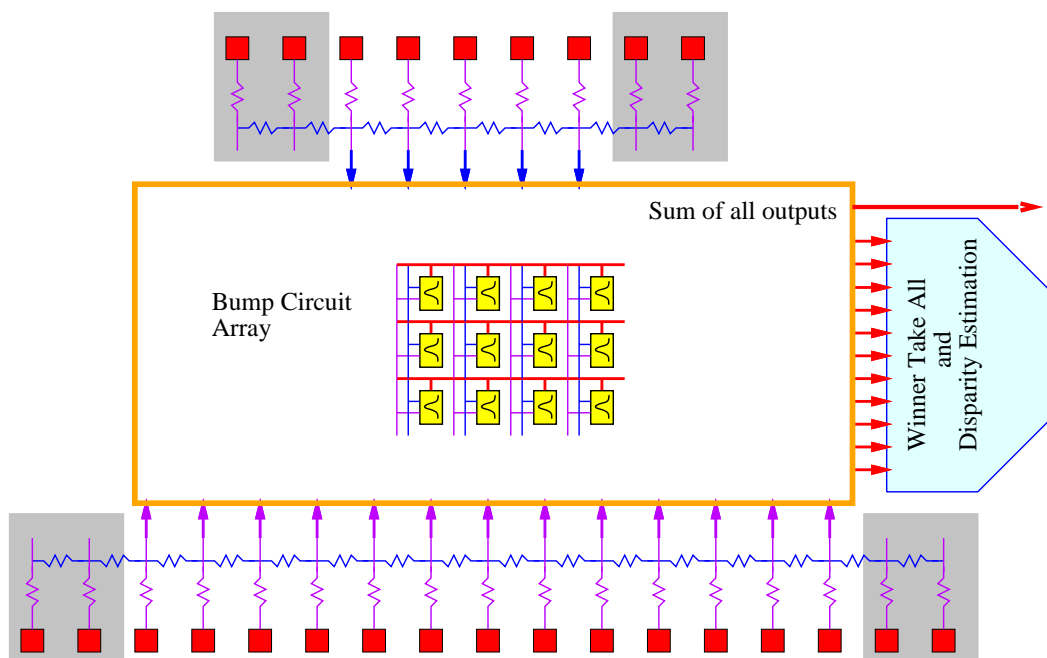 Sum of all outputs
Bump Circuit
Array
Winner Take All
and
Disparity Estimation